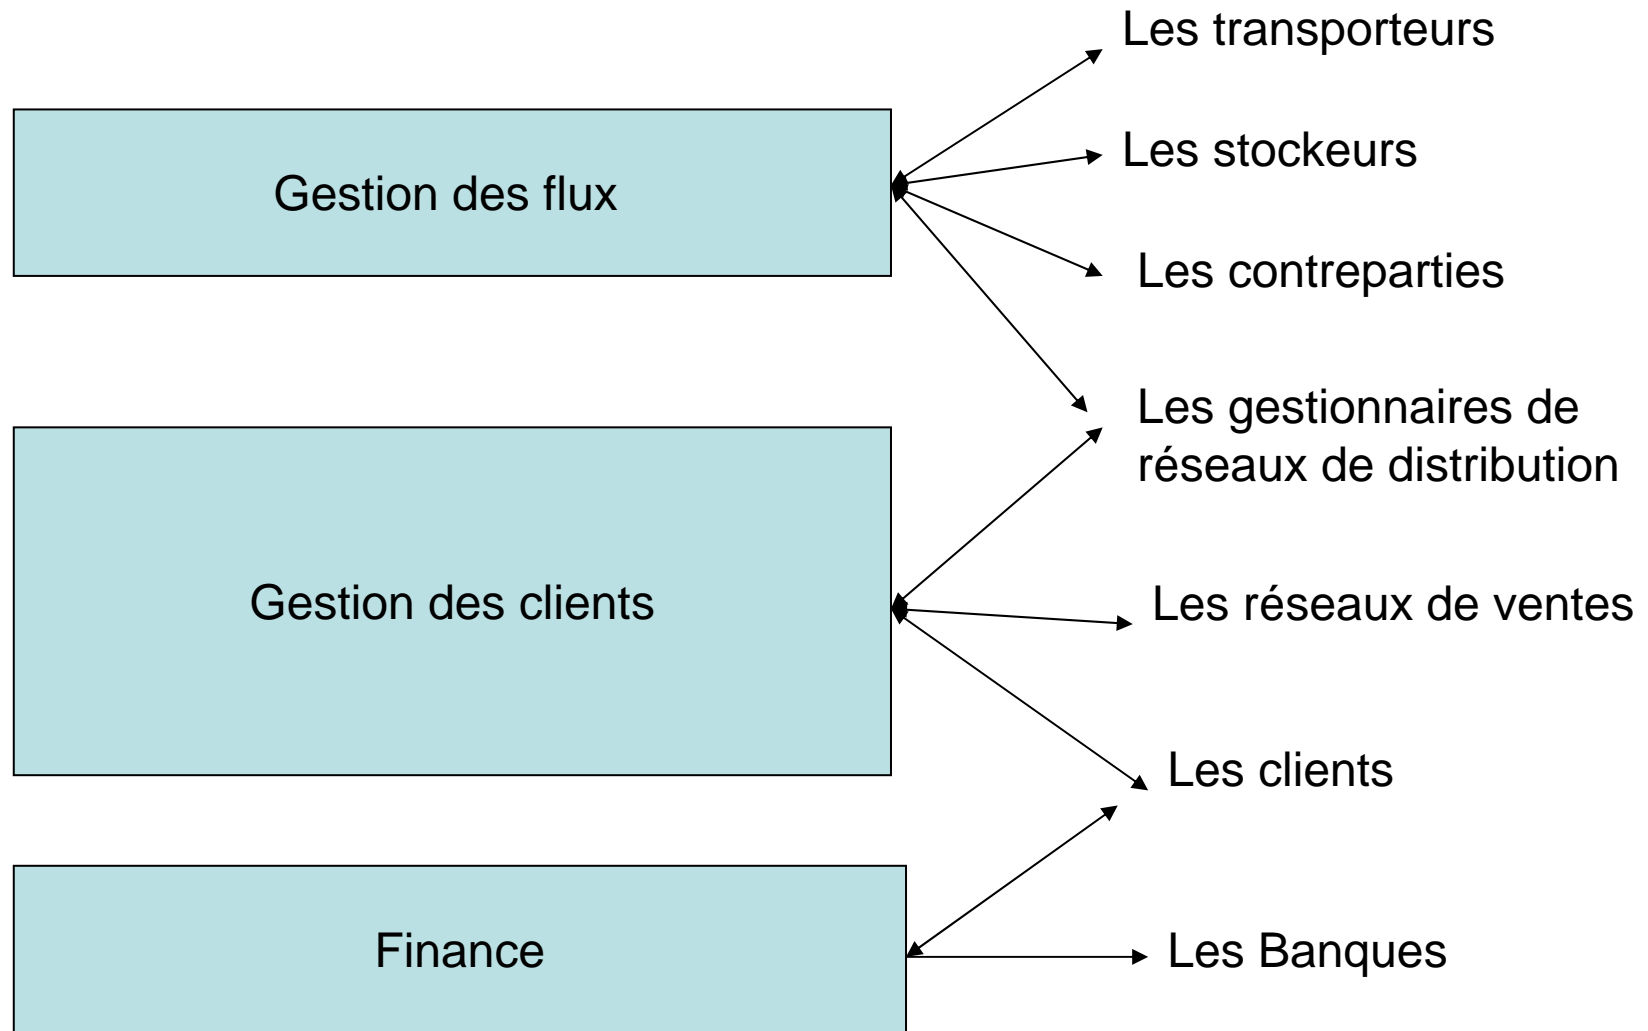 Les transporteurs
Les stockeurs
Gestion des flux
Les contreparties
Les gestionnaires de
réseaux de distribution
Gestion des clients
Les réseaux de ventes
Les clients
Finance
Les Banques